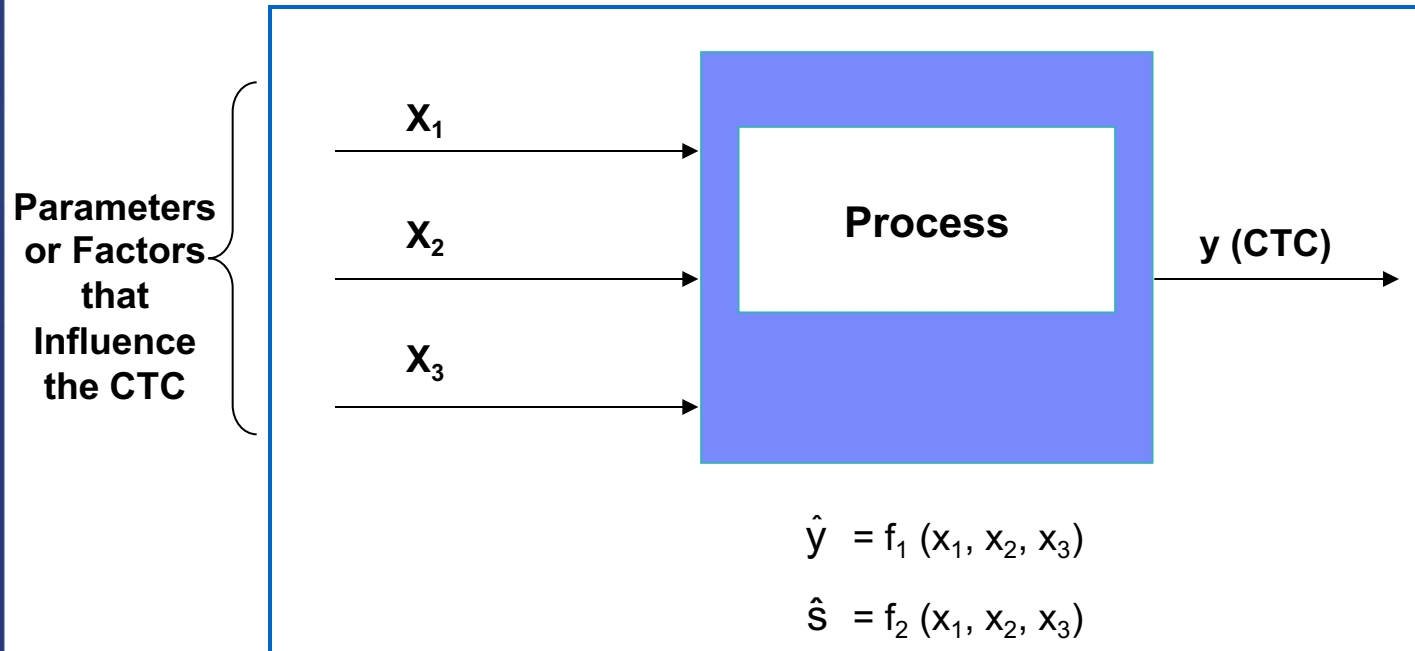 Parameters
or Factors
that
Influence
the CTC
X₁
X₂
X₃
Process
y (CTC)
ŷ = f₁ (x₁, x₂, x₃)
ŝ = f₂ (x₁, x₂, x₃)